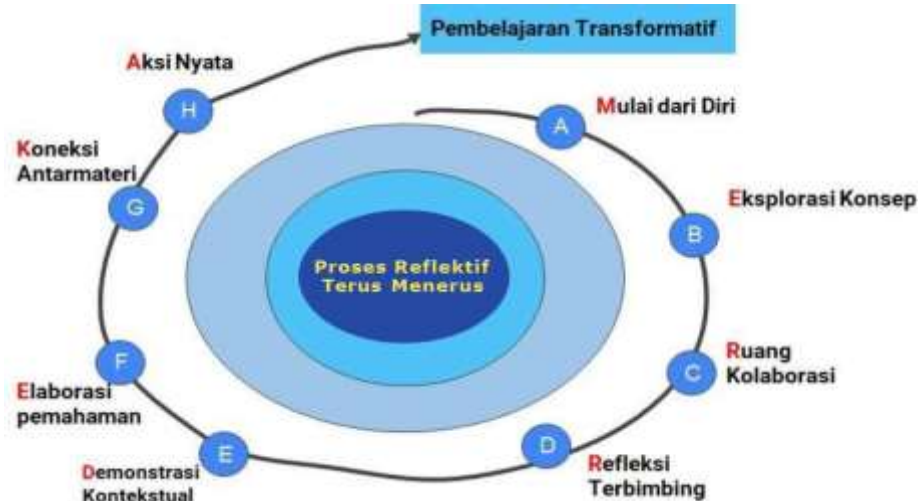 Pembelajaran Transformatif
Aksi Nyata
H
A
Mulai dari Diri
Koneksi
Antarmateri
G
B
Eksplorasi Konsep
Proses Reflektif
Terus Menerus
F
Elaborasi
pemahaman
C
Ruang
Kolaborasi
E
Demonstrasi
Kontekstual
D
Refleksi
Terbimbing